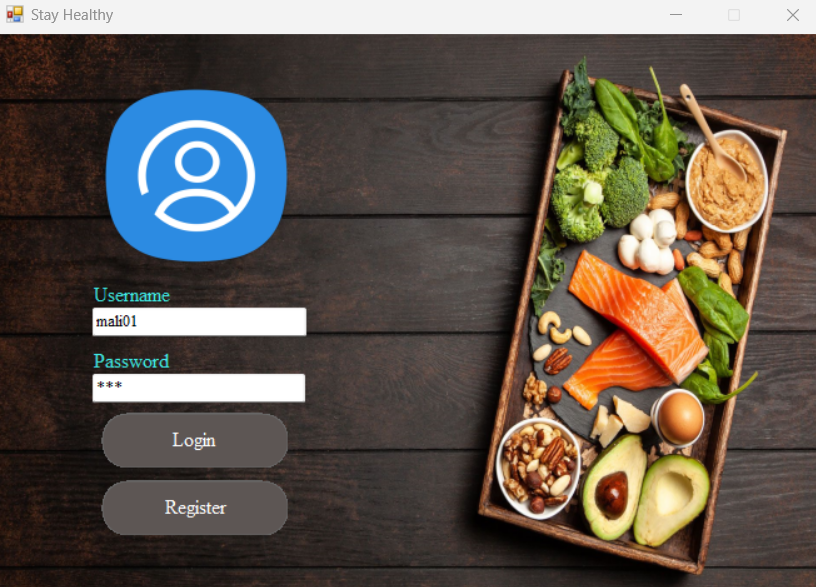 Stay Healthy
Username
mali01
Password
***
Login
Register